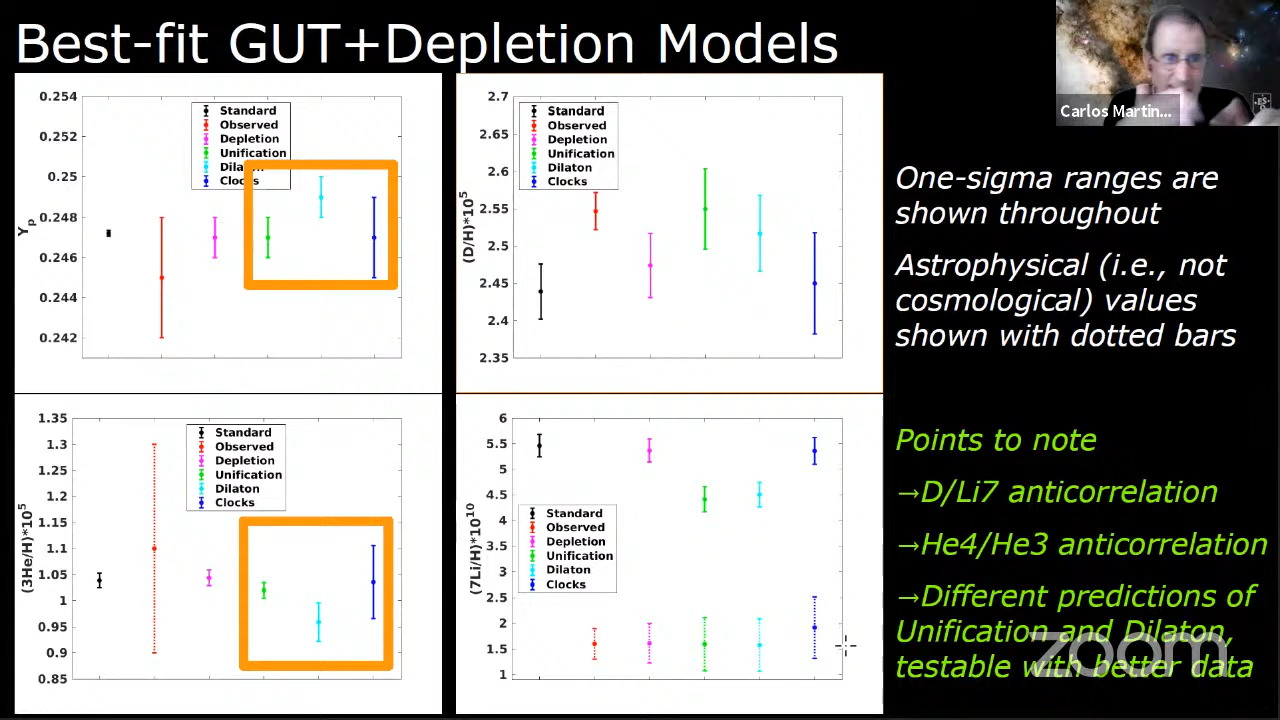 Best-fit GUT+Depletion Models
Carlos Martin...
0.254
0.252
0.25
0.248
0.246
0.244
0.242
Yp
Standard
Observed
Depletion
Unification
Dilaton
Clocks
2.7
2.65
2.6
2.55
2.5
2.45
2.4
2.35
(D/H)*10^5
Standard
Observed
Depletion
Unification
Dilaton
Clocks
1.35
1.3
1.25
1.2
1.15
1.1
1.05
1
0.95
0.9
0.85
(3He/H)*10^5
Standard
Observed
Depletion
Unification
Dilaton
Clocks
6
5.5
5
4.5
4
3.5
3
2.5
2
1.5
1
(7Li/H)*10^10
Standard
Observed
Depletion
Unification
Dilaton
Clocks
One-sigma ranges are
shown throughout
Astrophysical (i.e., not
cosmological) values
shown with dotted bars
Points to note
→D/Li7 anticorrelation
→He4/He3 anticorrelation
→Different predictions of
Unification and Dilaton,
testable with better data
zoom